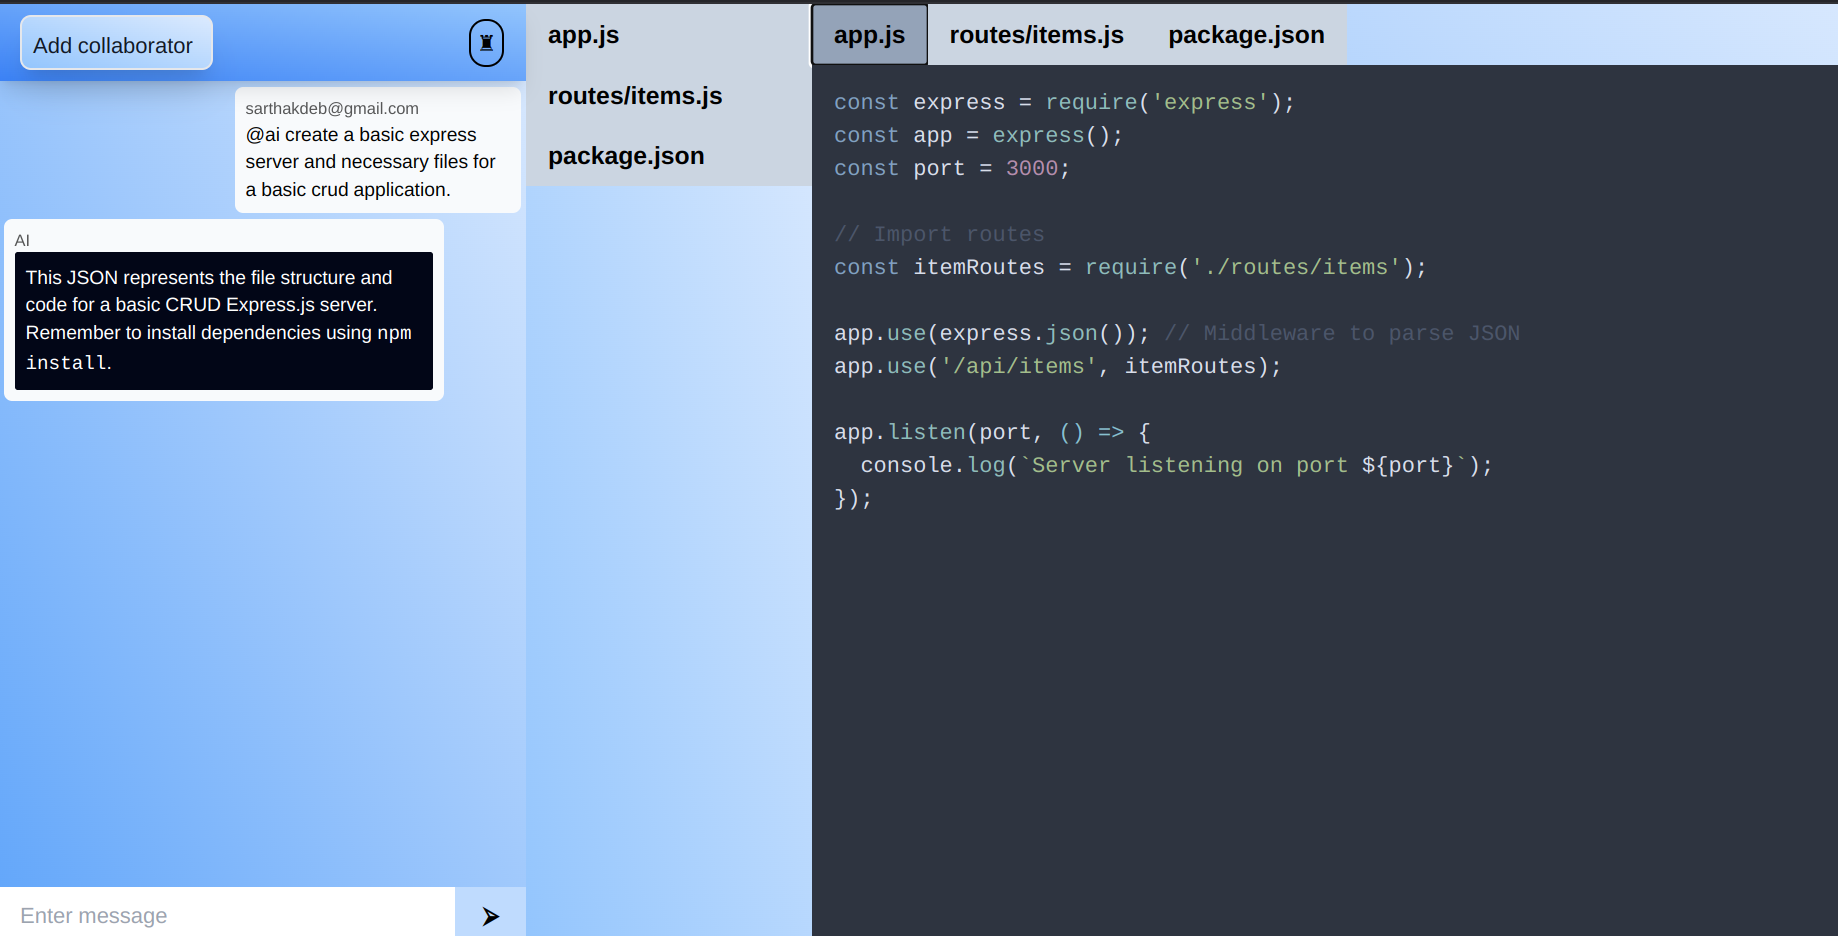 Add collaborator
sarthakdeb@gmail.com
@ai create a basic express
server and necessary files for
a basic crud application.
AI
This JSON represents the file structure and
code for a basic CRUD Express.js server.
Remember to install dependencies using npm
install.
Enter message
app.js
routes/items.js
package.json
app.js routes/items.js package.json
const express = require('express');
const app = express();
const port = 3000;
// Import routes
const itemRoutes = require('./routes/items');
app.use(express.json()); // Middleware to parse JSON
app.use('/api/items', itemRoutes);
app.listen(port, () => {
  console.log(`Server listening on port ${port}`);
});